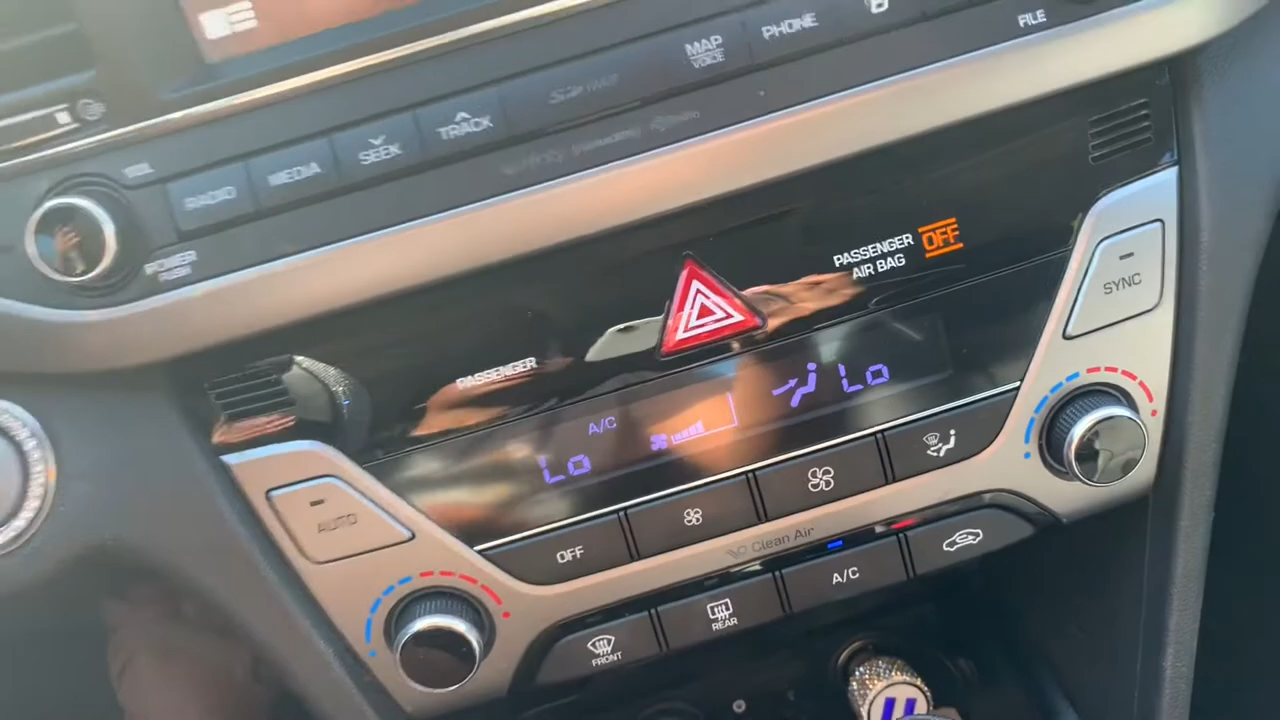 MAP
VOICE
PHONE
FILE
RADIO
MEDIA
SEEK
TRACK
POWER
PUSH
PASSENGER
AIR BAG
OFF
PASSENGER
SYNC
A/C
Lo
Lo
AUTO
OFF
Clean Air
A/C
FRONT
REAR